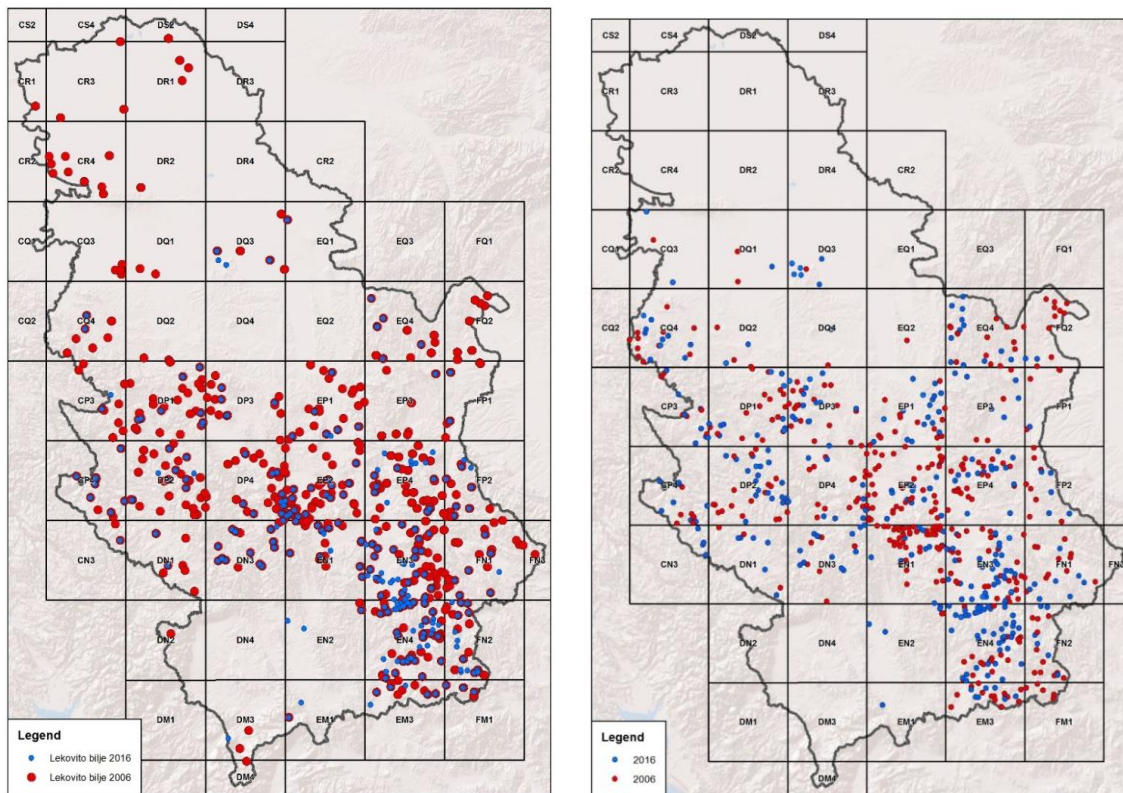 CS2 CS4 DS2 DS4
CR1 CR3 DR1 DR3
CR2 CR4 DR2 DR4 CR2
CQ1 CQ3 DQ1 DQ3 EQ1 EQ3 FQ1
CQ2 CQ4 DQ2 DQ4 EQ2 EQ4 FQ2
CP3 DP1 DP3 EP1 EP3 FP1
CP4 DP2 DP4 EP2 EP4 FP2
CN3 DN1 DN3 EN1 EN3 FN1 FN3
DN2 DN4 EN2 EN4 FN2
DM1 DM3 EM1 EM3 FM1
DM4
Legend
Lekovito bilje 2016
Lekovito bilje 2006
CS2 CS4 DS2 DS4
CR1 CR3 DR1 DR3
CR2 CR4 DR2 DR4 CR2
CQ1 CQ3 DQ1 DQ3 EQ1 EQ3 FQ1
CQ2 CQ4 DQ2 DQ4 EQ2 EQ4 FQ2
CP3 DP1 DP3 EP1 EP3 FP1
CP4 DP2 DP4 EP2 EP4 FP2
CN3 DN1 DN3 EN1 EN3 FN1 FN3
DN2 DN4 EN2 EN4 FN2
DM1 DM3 EM1 EM3 FM1
DM4
Legend
2016
2006